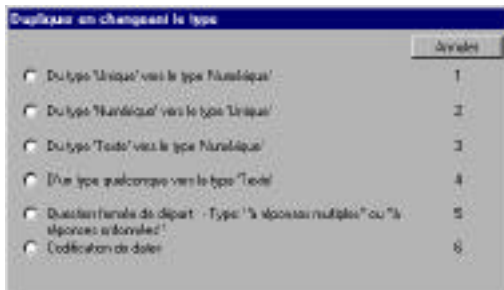 Dupliquer en changeant le type
Annuler
Du type 'Unique' vers le type 'Numérique' 1
Du type 'Numérique' vers le type 'Unique' 2
Du type 'Texte' vers le type 'Numérique' 3
D'un type quelconque vers le type 'Texte' 4
Question fermée de départ - Type: "à réponses multiples" ou "à 5
réponses ordonnées"
Codification de dates 6